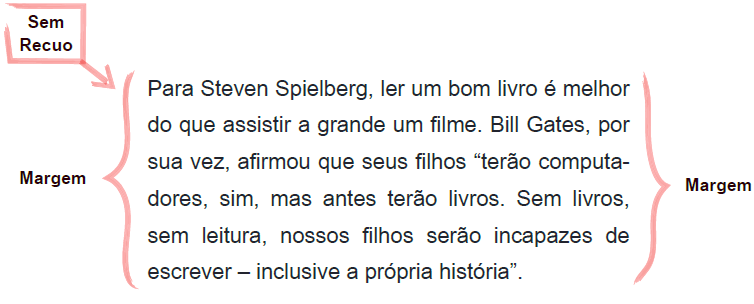 Sem
Recuo
Para Steven Spielberg, ler um bom livro é melhor
do que assistir a grande um filme. Bill Gates, por
sua vez, afirmou que seus filhos “terão computa-
dores, sim, mas antes terão livros. Sem livros,
sem leitura, nossos filhos serão incapazes de
escrever – inclusive a própria história”.
Margem
Margem